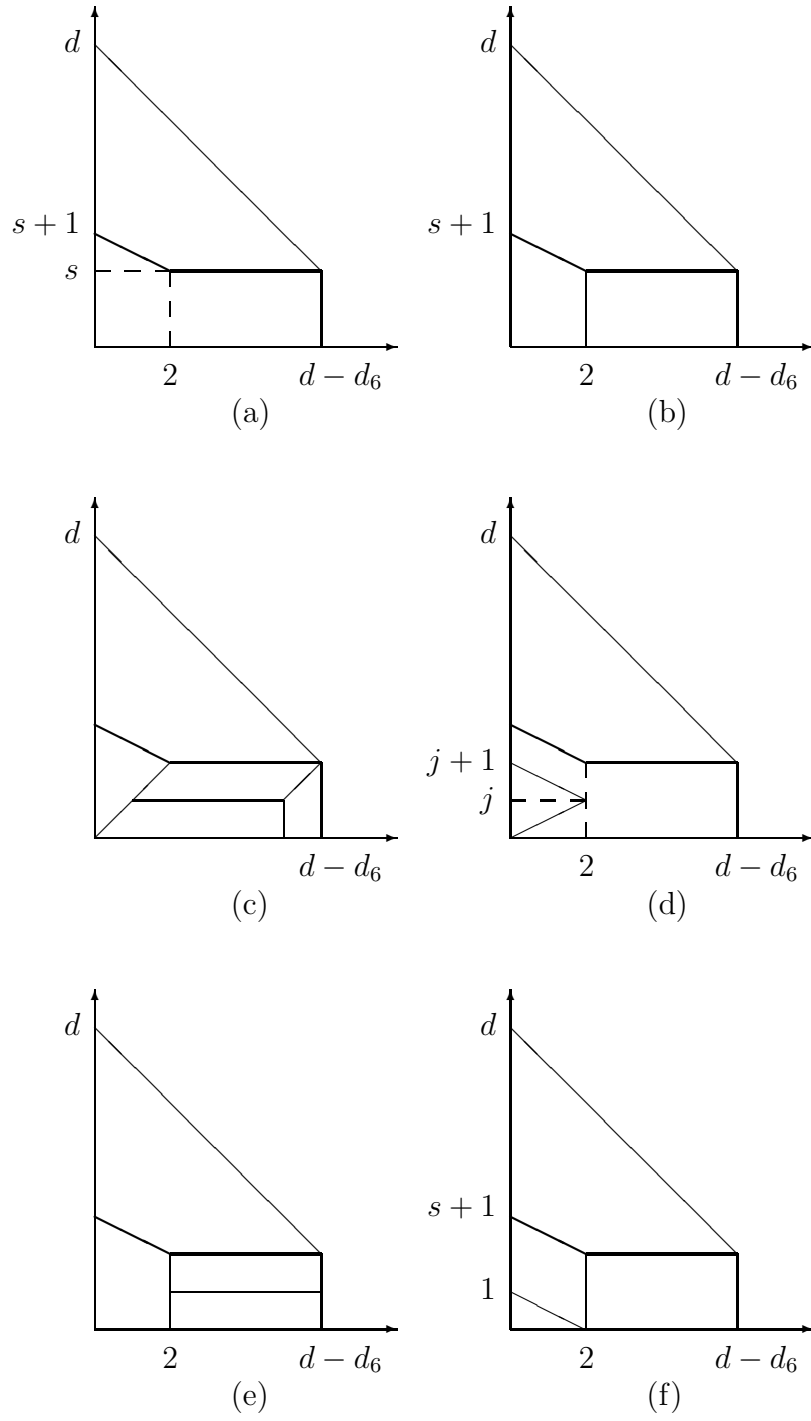 d
d
s + 1
s + 1
s
2
d − d₆
2
d − d₆
(a)
(b)
d
d
j + 1
j
d − d₆
2
d − d₆
(c)
(d)
d
d
s + 1
1
2
d − d₆
2
d − d₆
(e)
(f)